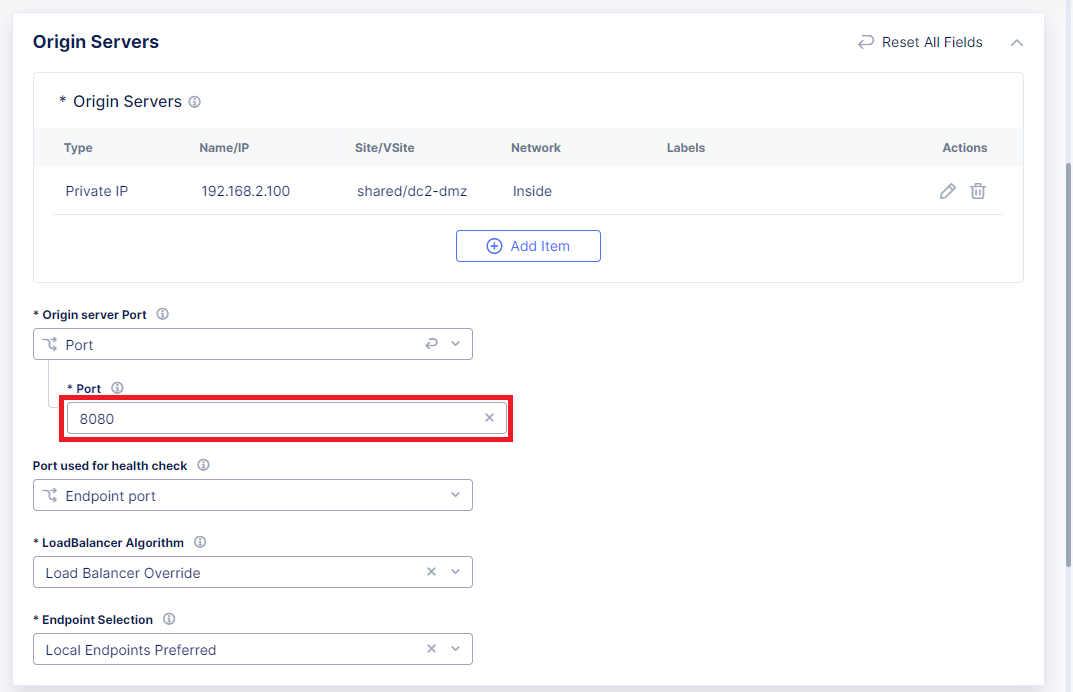 Origin Servers
Reset All Fields
* Origin Servers
Type Name/IP Site/VSite Network Labels Actions
Private IP 192.168.2.100 shared/dc2-dmz Inside
Add Item
* Origin server Port
Port
* Port
8080
Port used for health check
Endpoint port
* LoadBalancer Algorithm
Load Balancer Override
* Endpoint Selection
Local Endpoints Preferred